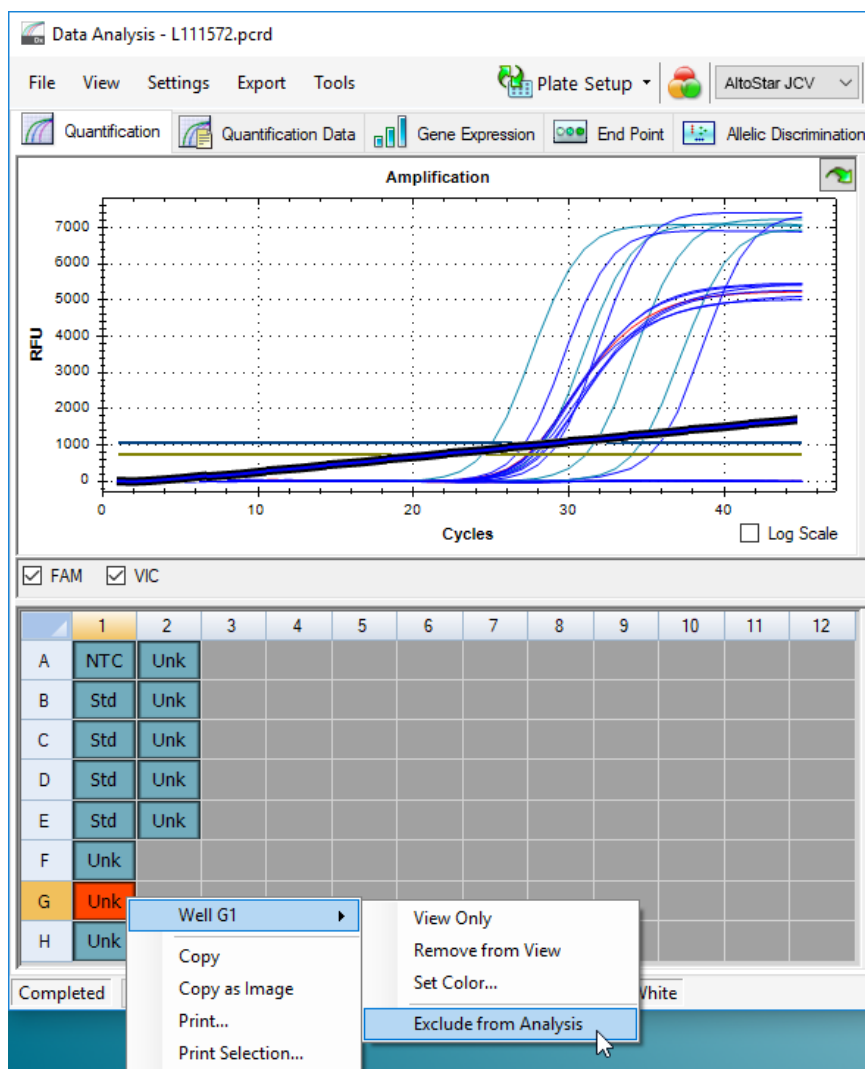 Data Analysis - L111572.pcrd
File View Settings Export Tools Plate Setup AltoStar JCV
Quantification Quantification Data Gene Expression End Point Allelic Discrimination
Amplification
RFU
7000
6000
5000
4000
3000
2000
1000
0
0 10 20 30 40
Cycles
Log Scale
FAM VIC
1 2 3 4 5 6 7 8 9 10 11 12
A NTC Unk
B Std Unk
C Std Unk
D Std Unk
E Std Unk
F Unk
G Unk
H Unk
Well G1
Copy
Copy as Image
Print...
Print Selection...
View Only
Remove from View
Set Color...
Exclude from Analysis
Completed